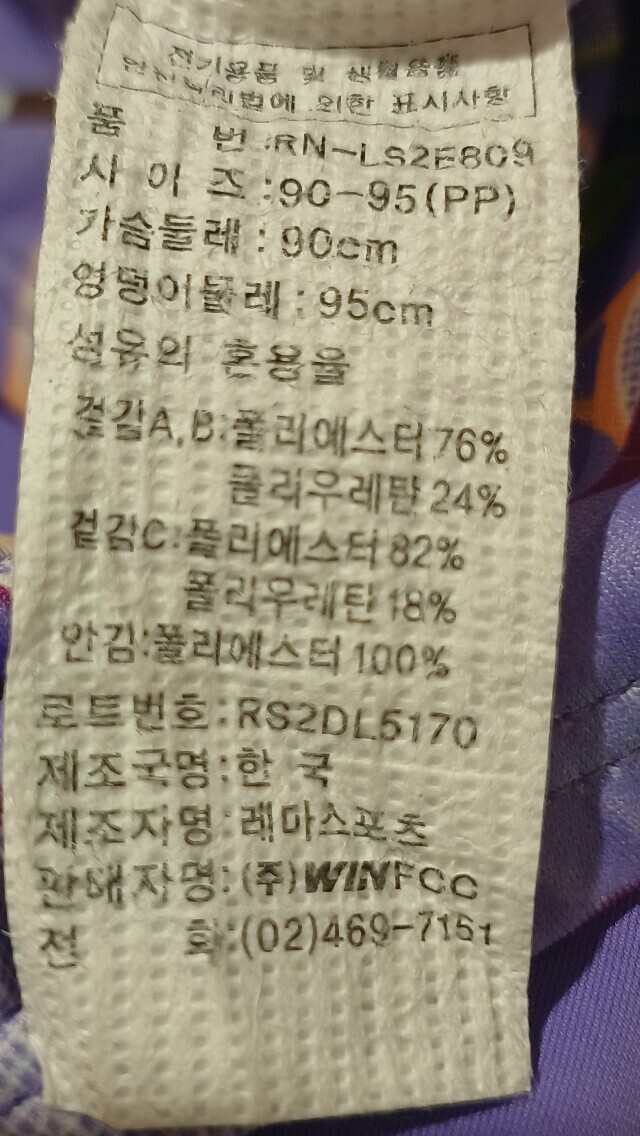 전기용품 및 생활용품
안전관리법에 의한 표시사항
품 번:RN-LS2E809
사 이 즈:90-95(PP)
가슴둘레:90cm
엉덩이둘레:95cm
섬유의 혼용율
겉감A,B:폴리에스터 76%
폴리우레탄 24%
겉감C:폴리에스터 82%
폴리우레탄 18%
안감:폴리에스터 100%
로트번호:RS2DL5170
제조국명:한 국
제조자명:레마스포츠
판매자명:(주)WINFCC
전 화:(02)469-7151